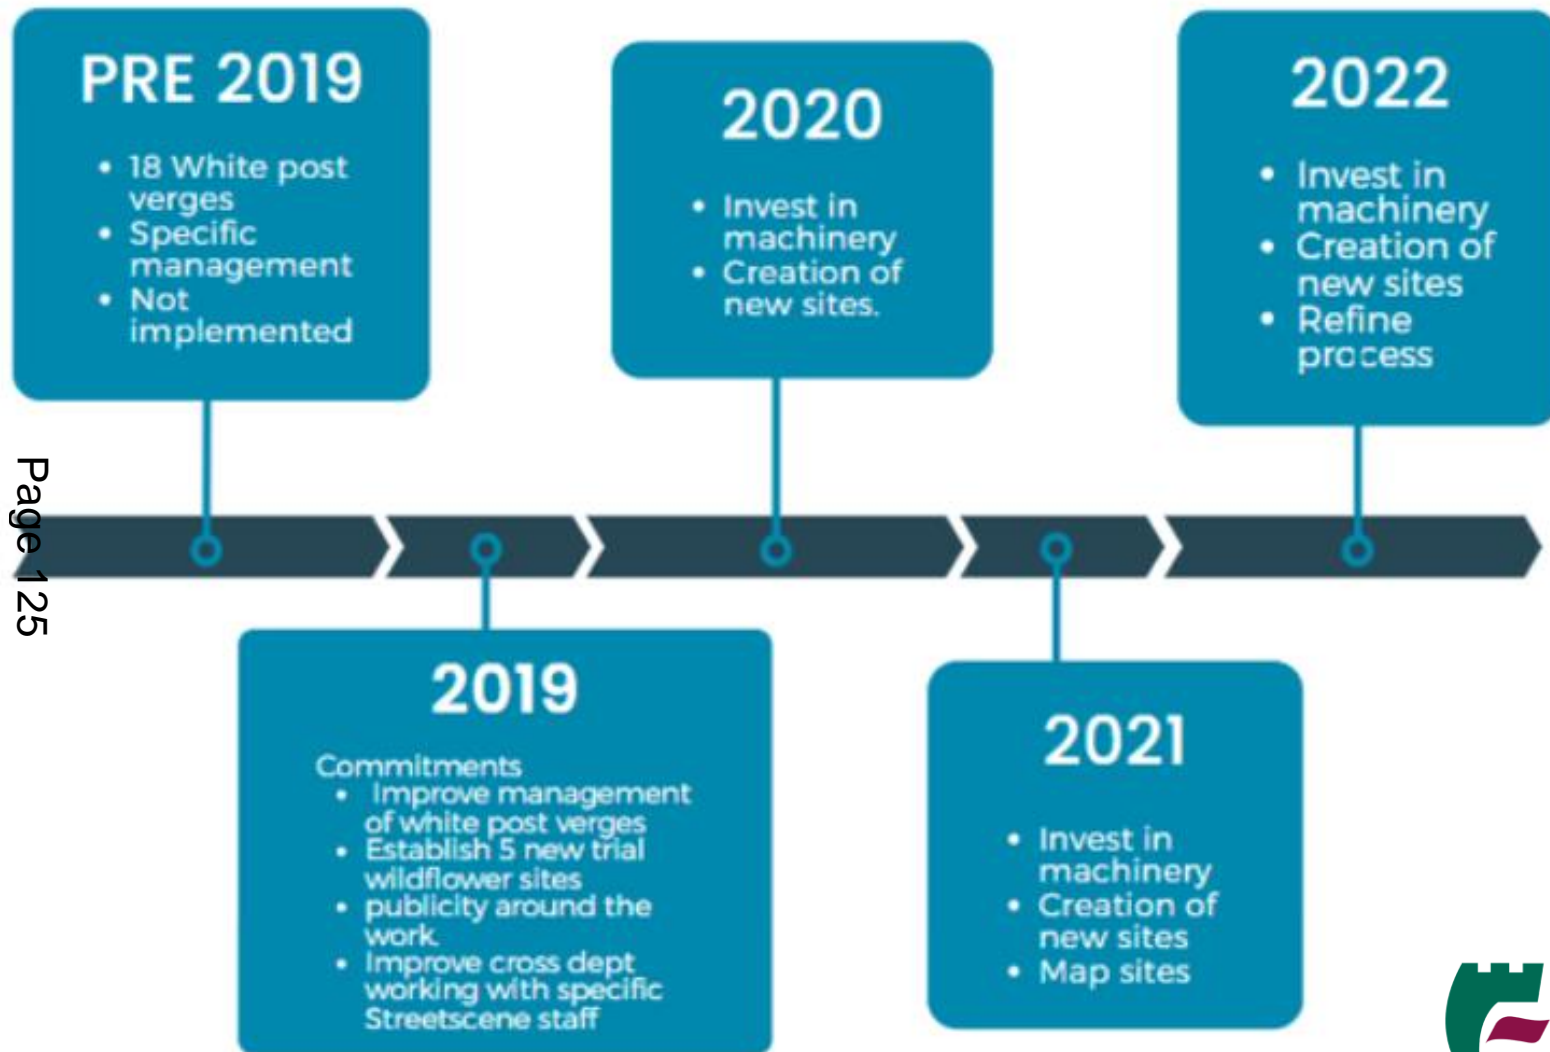 PRE 2019
• 18 White post
verges
• Specific
management
• Not
implemented
2019
Commitments
• Improve management
of white post verges
• Establish 5 new trial
wildflower sites
• publicity around the
work.
• Improve cross dept
working with specific
Streetscene staff
2020
• Invest in
machinery
• Creation of
new sites.
2021
• Invest in
machinery
• Creation of
new sites
• Map sites
2022
• Invest in
machinery
• Creation of
new sites
• Refine
process
Page 125